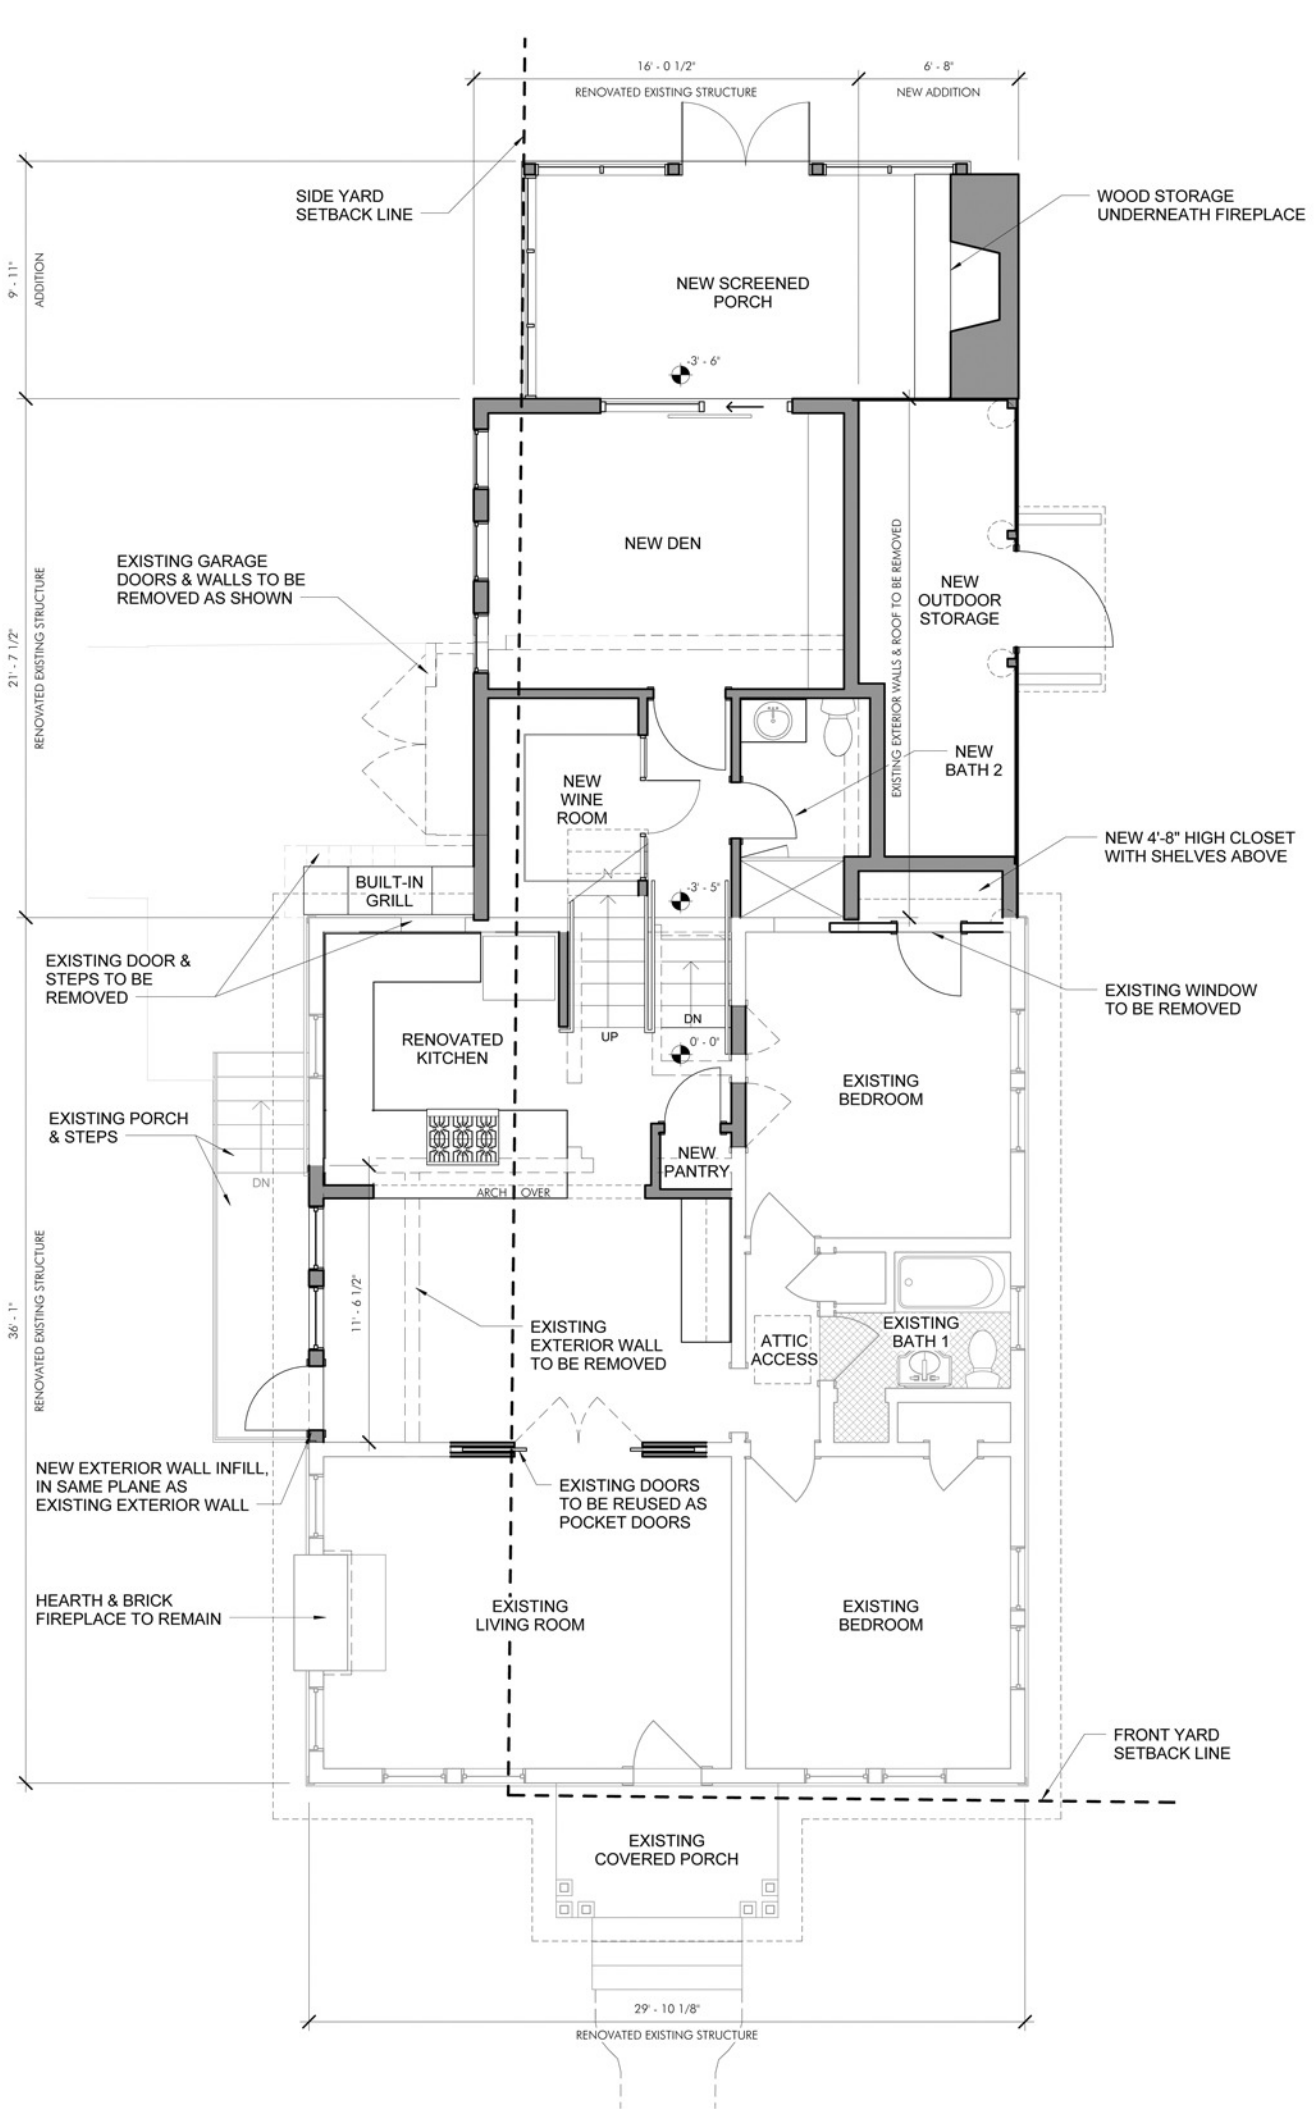 16' - 0 1/2"
6' - 8"
RENOVATED EXISTING STRUCTURE
NEW ADDITION
SIDE YARD
SETBACK LINE
WOOD STORAGE
UNDERNEATH FIREPLACE
9' - 11"
ADDITION
NEW SCREENED
PORCH
-3' - 6"
NEW DEN
EXISTING GARAGE
DOORS & WALLS TO BE
REMOVED AS SHOWN
21' - 7 1/2"
RENOVATED EXISTING STRUCTURE
EXISTING EXTERIOR WALLS & ROOF TO BE REMOVED
NEW
OUTDOOR
STORAGE
NEW
BATH 2
NEW
WINE
ROOM
NEW 4'-8" HIGH CLOSET
WITH SHELVES ABOVE
BUILT-IN
GRILL
-3' - 5"
EXISTING DOOR &
STEPS TO BE
REMOVED
EXISTING WINDOW
TO BE REMOVED
RENOVATED
KITCHEN
UP
DN
0' - 0"
EXISTING
BEDROOM
EXISTING PORCH
& STEPS
DN
NEW
PANTRY
ARCH OVER
36' - 1"
RENOVATED EXISTING STRUCTURE
11' - 6 1/2"
EXISTING
EXTERIOR WALL
TO BE REMOVED
ATTIC
ACCESS
EXISTING
BATH 1
NEW EXTERIOR WALL INFILL,
IN SAME PLANE AS
EXISTING EXTERIOR WALL
EXISTING DOORS
TO BE REUSED AS
POCKET DOORS
HEARTH & BRICK
FIREPLACE TO REMAIN
EXISTING
LIVING ROOM
EXISTING
BEDROOM
FRONT YARD
SETBACK LINE
EXISTING
COVERED PORCH
29' - 10 1/8"
RENOVATED EXISTING STRUCTURE